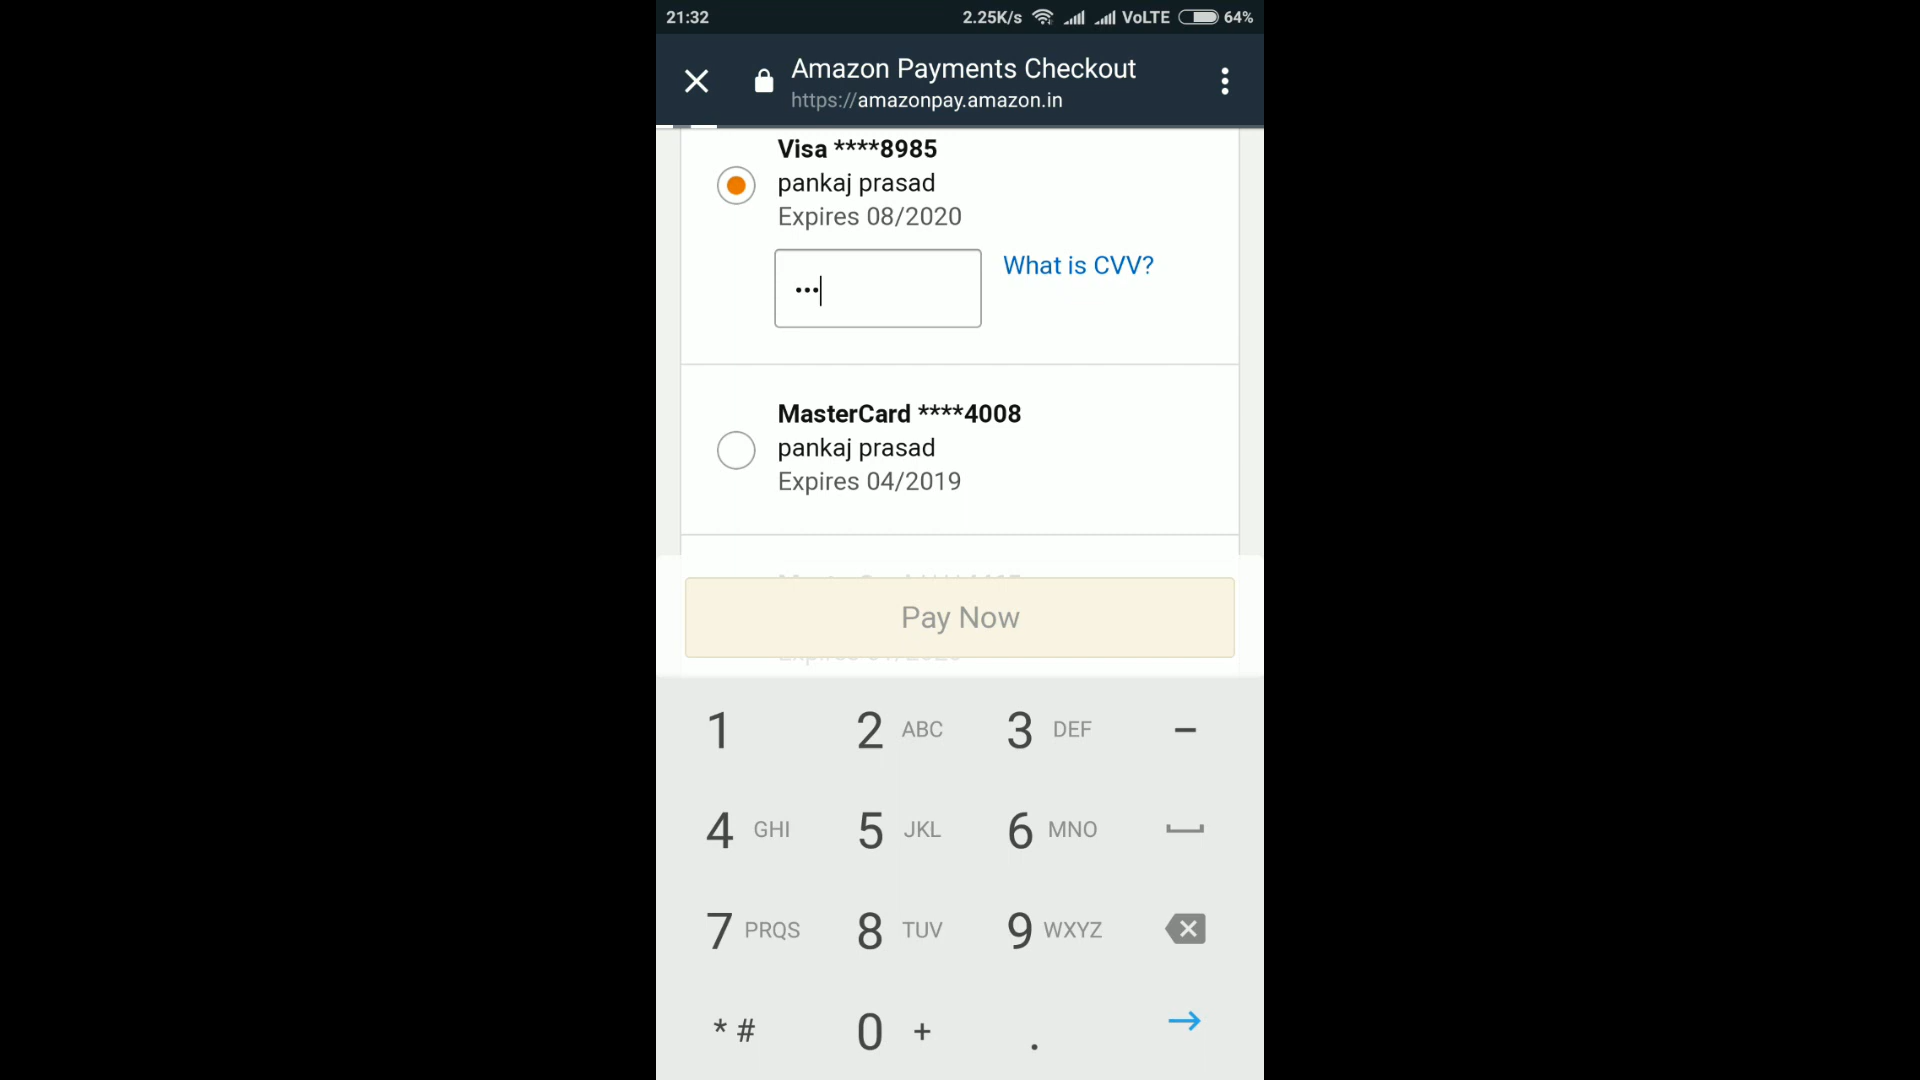 21:32
2.25K/s VoLTE 64%
Amazon Payments Checkout
https://amazonpay.amazon.in
Visa ****8985
pankaj prasad
Expires 08/2020
•••
What is CVV?
MasterCard ****4008
pankaj prasad
Expires 04/2019
Pay Now
1 2 ABC 3 DEF –
4 GHI 5 JKL 6 MNO
7 PRQS 8 TUV 9 WXYZ
* # 0 + .